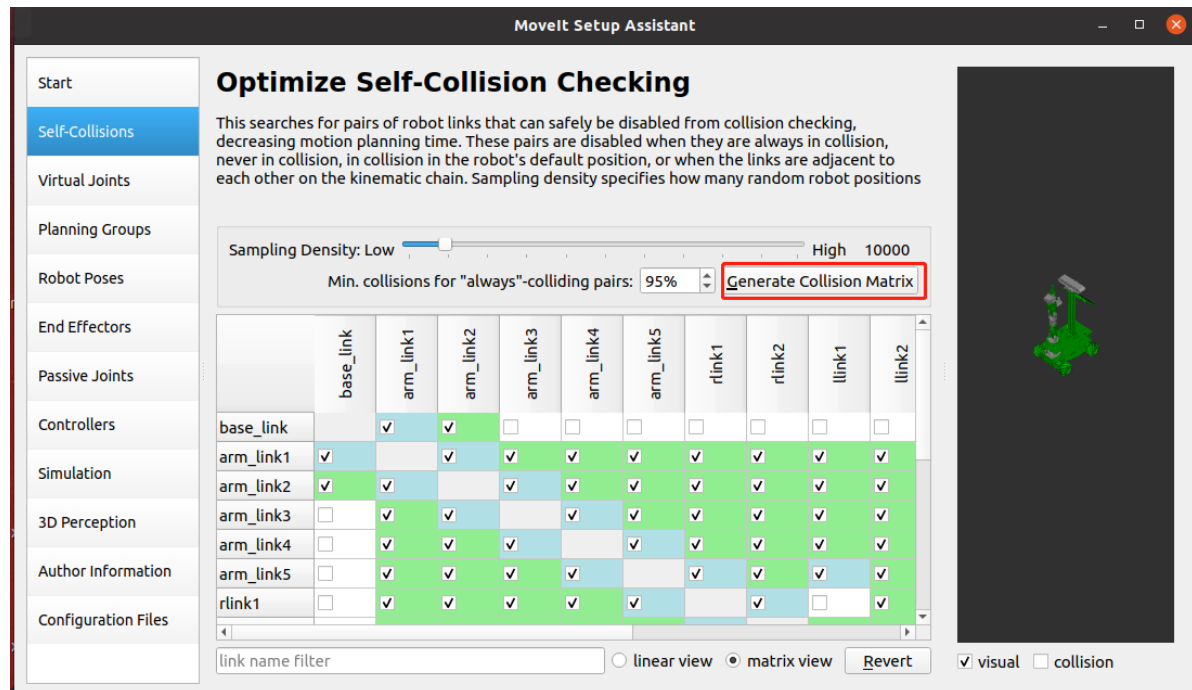 MoveIt Setup Assistant
Start
Self-Collisions
Virtual Joints
Planning Groups
Robot Poses
End Effectors
Passive Joints
Controllers
Simulation
3D Perception
Author Information
Configuration Files
Optimize Self-Collision Checking
This searches for pairs of robot links that can safely be disabled from collision checking,
decreasing motion planning time. These pairs are disabled when they are always in collision,
never in collision, in collision in the robot's default position, or when the links are adjacent to
each other on the kinematic chain. Sampling density specifies how many random robot positions
Sampling Density: Low High 10000
Min. collisions for "always"-colliding pairs: 95% Generate Collision Matrix
base_link arm_link1 arm_link2 arm_link3 arm_link4 arm_link5 rlink1 rlink2 llink1 llink2
base_link
arm_link1
arm_link2
arm_link3
arm_link4
arm_link5
rlink1
link name filter linear view matrix view Revert
visual collision